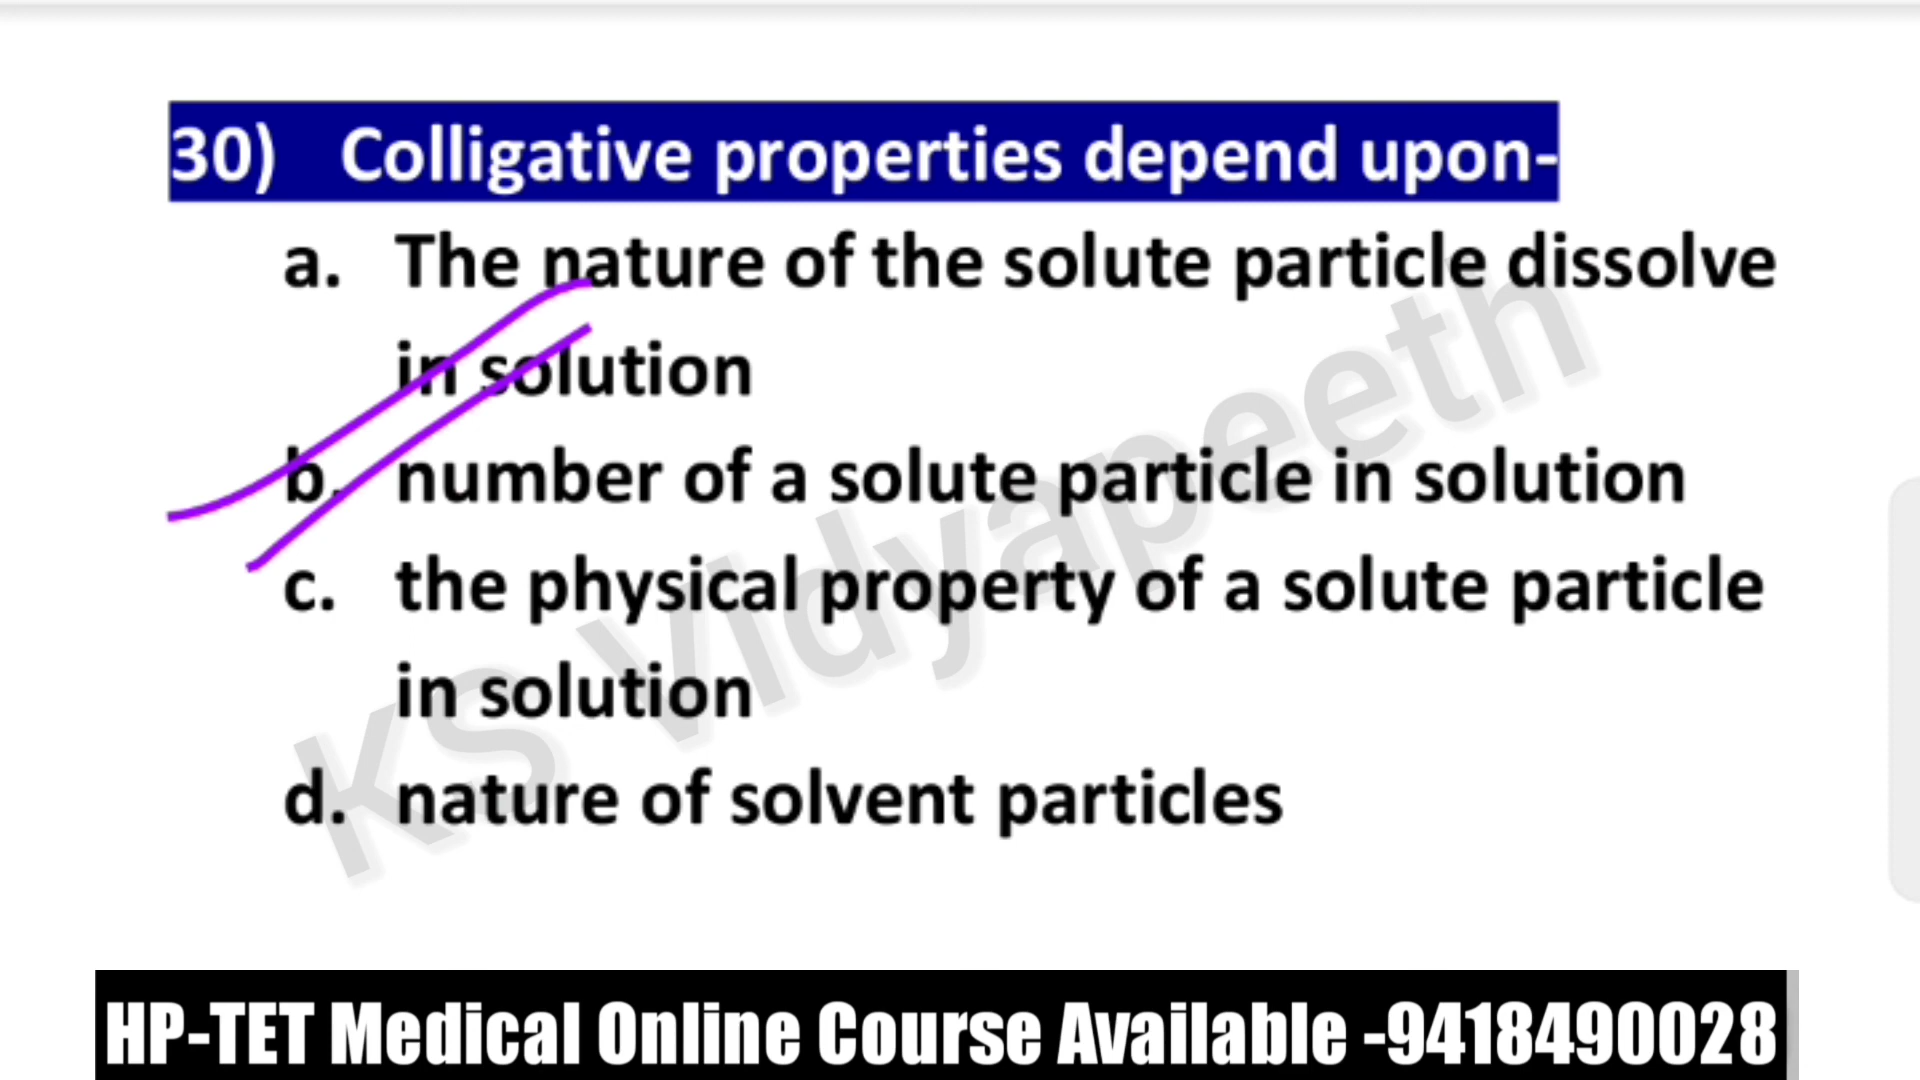 30) Colligative properties depend upon-
a. The nature of the solute particle dissolve
in solution
b. number of a solute particle in solution
c. the physical property of a solute particle
in solution
d. nature of solvent particles
KS Vidyapeeth
HP-TET Medical Online Course Available -9418490028